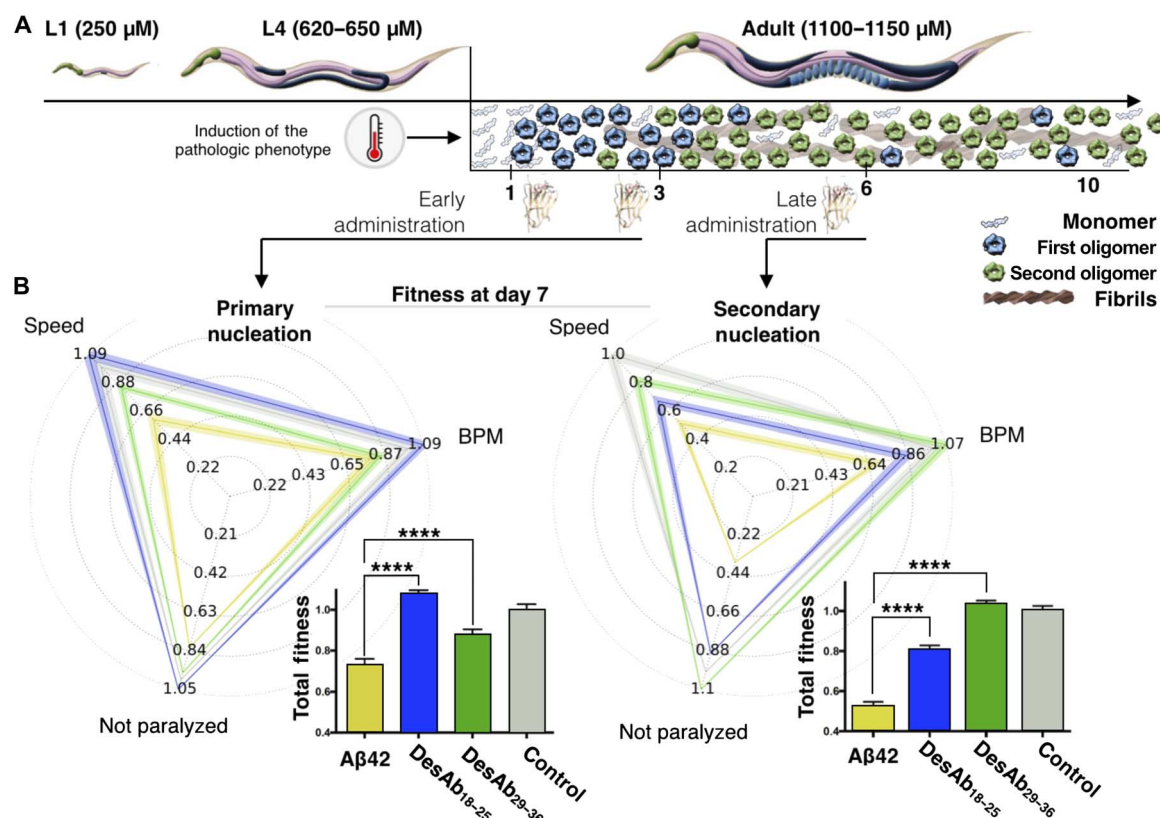 A
L1 (250 µM)
L4 (620–650 µM)
Adult (1100–1150 µM)
Induction of the
pathologic phenotype
1
3
6
10
Early
administration
Late
administration
Monomer
First oligomer
Second oligomer
Fibrils
B
Fitness at day 7
Primary
nucleation
Speed
1.09
0.88
0.66
0.44
0.22
BPM
1.09
0.87
0.65
0.43
0.22
0.21
0.42
0.63
0.84
1.05
Not paralyzed
Total fitness
1.0
0.8
0.6
0.4
****
****
Aβ42
DesAb18–25
DesAb29–36
Control
Secondary
nucleation
Speed
1.0
0.8
0.6
0.4
0.2
BPM
1.07
0.86
0.64
0.43
0.21
0.22
0.44
0.66
0.88
1.1
Not paralyzed
Total fitness
1.0
0.8
0.6
0.4
****
****
Aβ42
DesAb18–25
DesAb29–36
Control